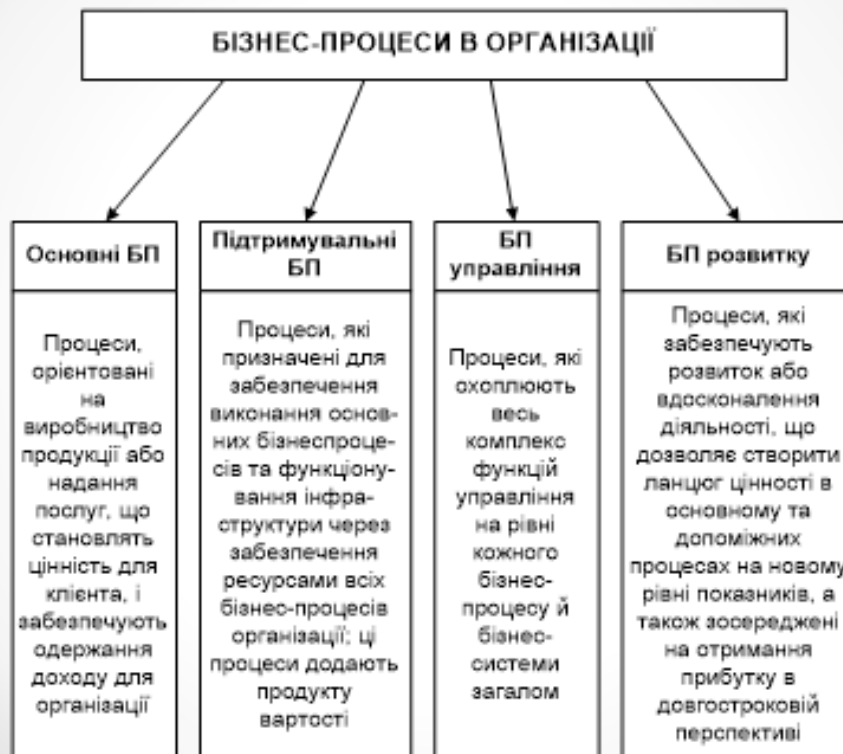 БІЗНЕС-ПРОЦЕСИ В ОРГАНІЗАЦІЇ
Основні БП
Процеси,
орієнтовані
на
виробництво
продукції або
надання
послуг, що
становлять
цінність для
клієнта, і
забезпечують
одержання
доходу для
організації
Підтримувальні
БП
Процеси, які
призначені для
забезпечення
виконання основ-
них бізнеспроце-
сів та функціону-
вання інфра-
структури через
забезпечення
ресурсами всіх
бізнес-процесів
організації; ці
процеси додають
продукту
вартості
БП
управління
Процеси, які
охоплюють
весь
комплекс
функцій
управління
на рівні
кожного
бізнес-
процесу й
бізнес-
системи
загалом
БП розвитку
Процеси, які
забезпечують
розвиток або
вдосконалення
діяльності, що
дозволяє створити
ланцюг цінності в
основному та
допоміжних
процесах на новому
рівні показників, а
також зосереджені
на отримання
прибутку в
довгостроковій
перспективі